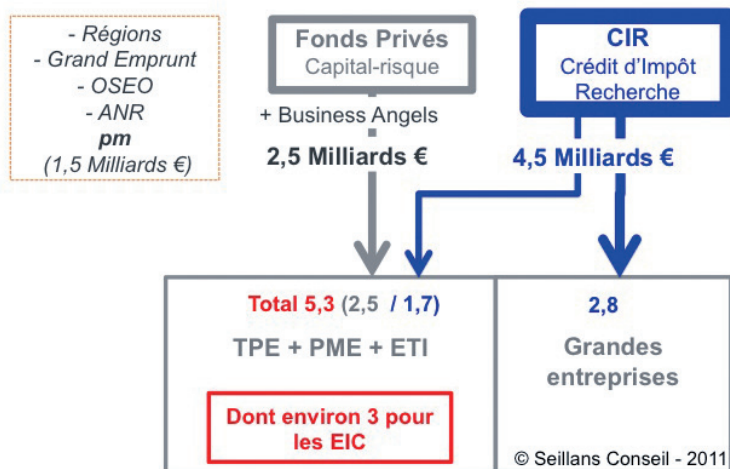 - Régions
- Grand Emprunt
- OSEO
- ANR
pm
(1,5 Milliards €)
Fonds Privés
Capital-risque
+ Business Angels
2,5 Milliards €
CIR
Crédit d'Impôt
Recherche
4,5 Milliards €
Total 5,3 (2,5 / 1,7)
TPE + PME + ETI
Dont environ 3 pour
les EIC
2,8
Grandes
entreprises
© Seillans Conseil - 2011